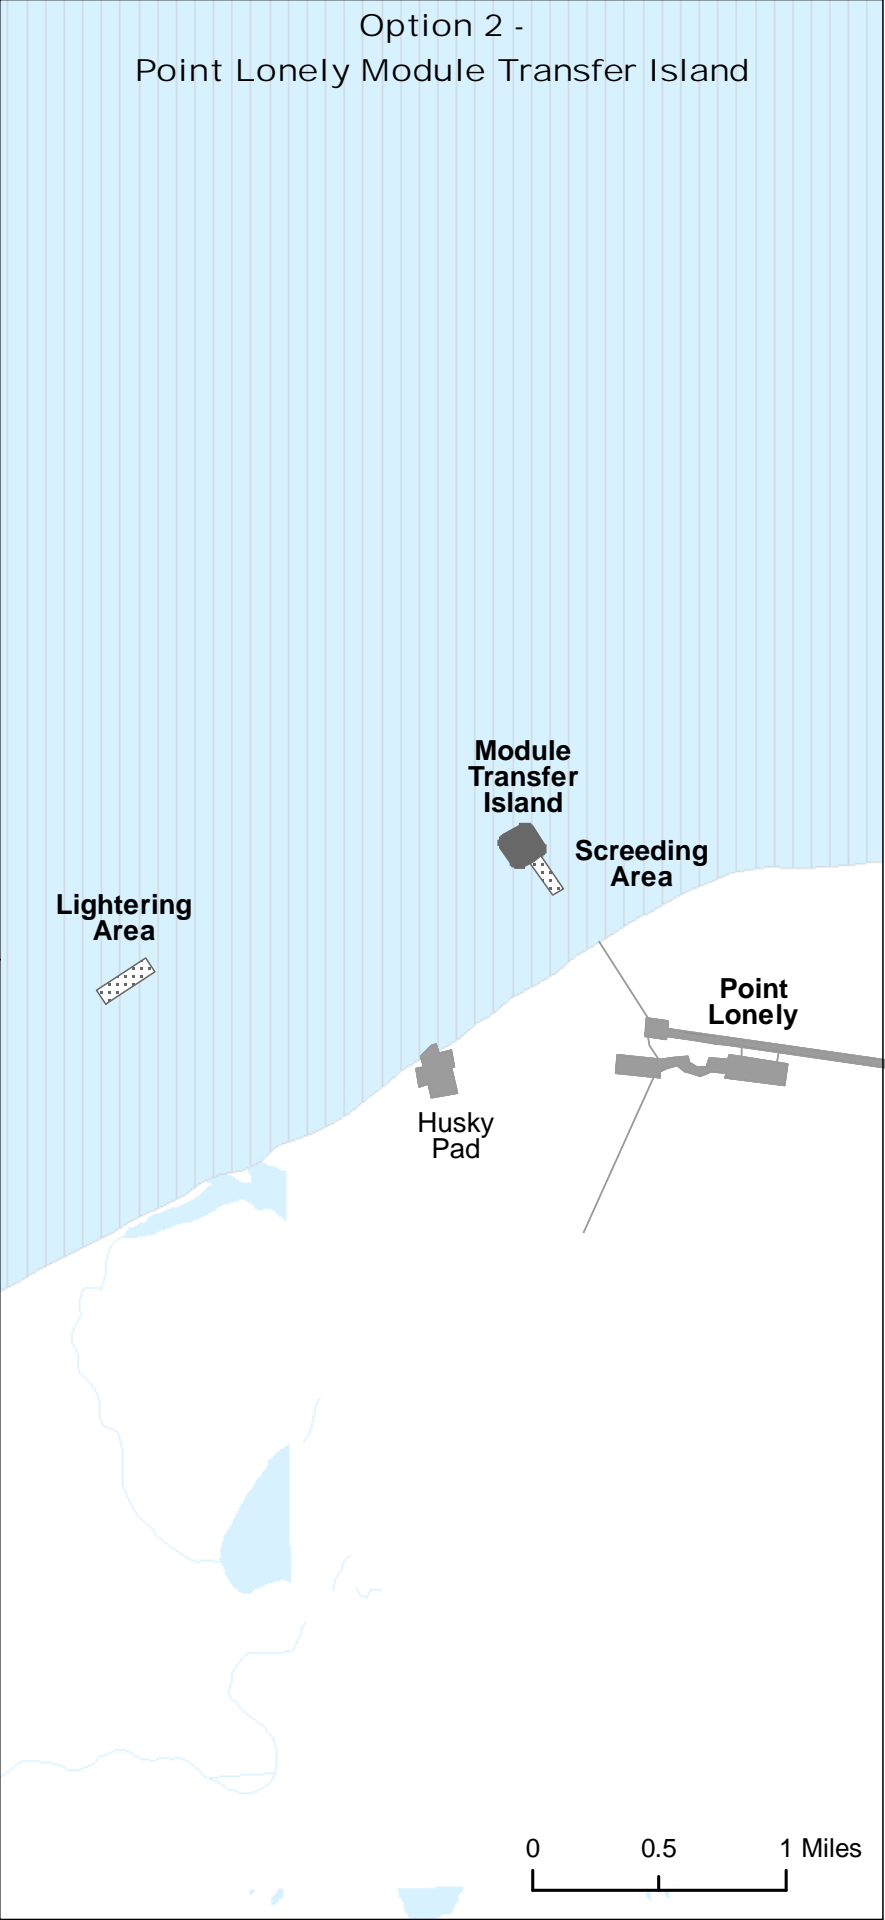 Option 2 -
Point Lonely Module Transfer Island
Module
Transfer
Island
Screeding
Area
Lightering
Area
Point
Lonely
Husky
Pad
0 0.5 1 Miles